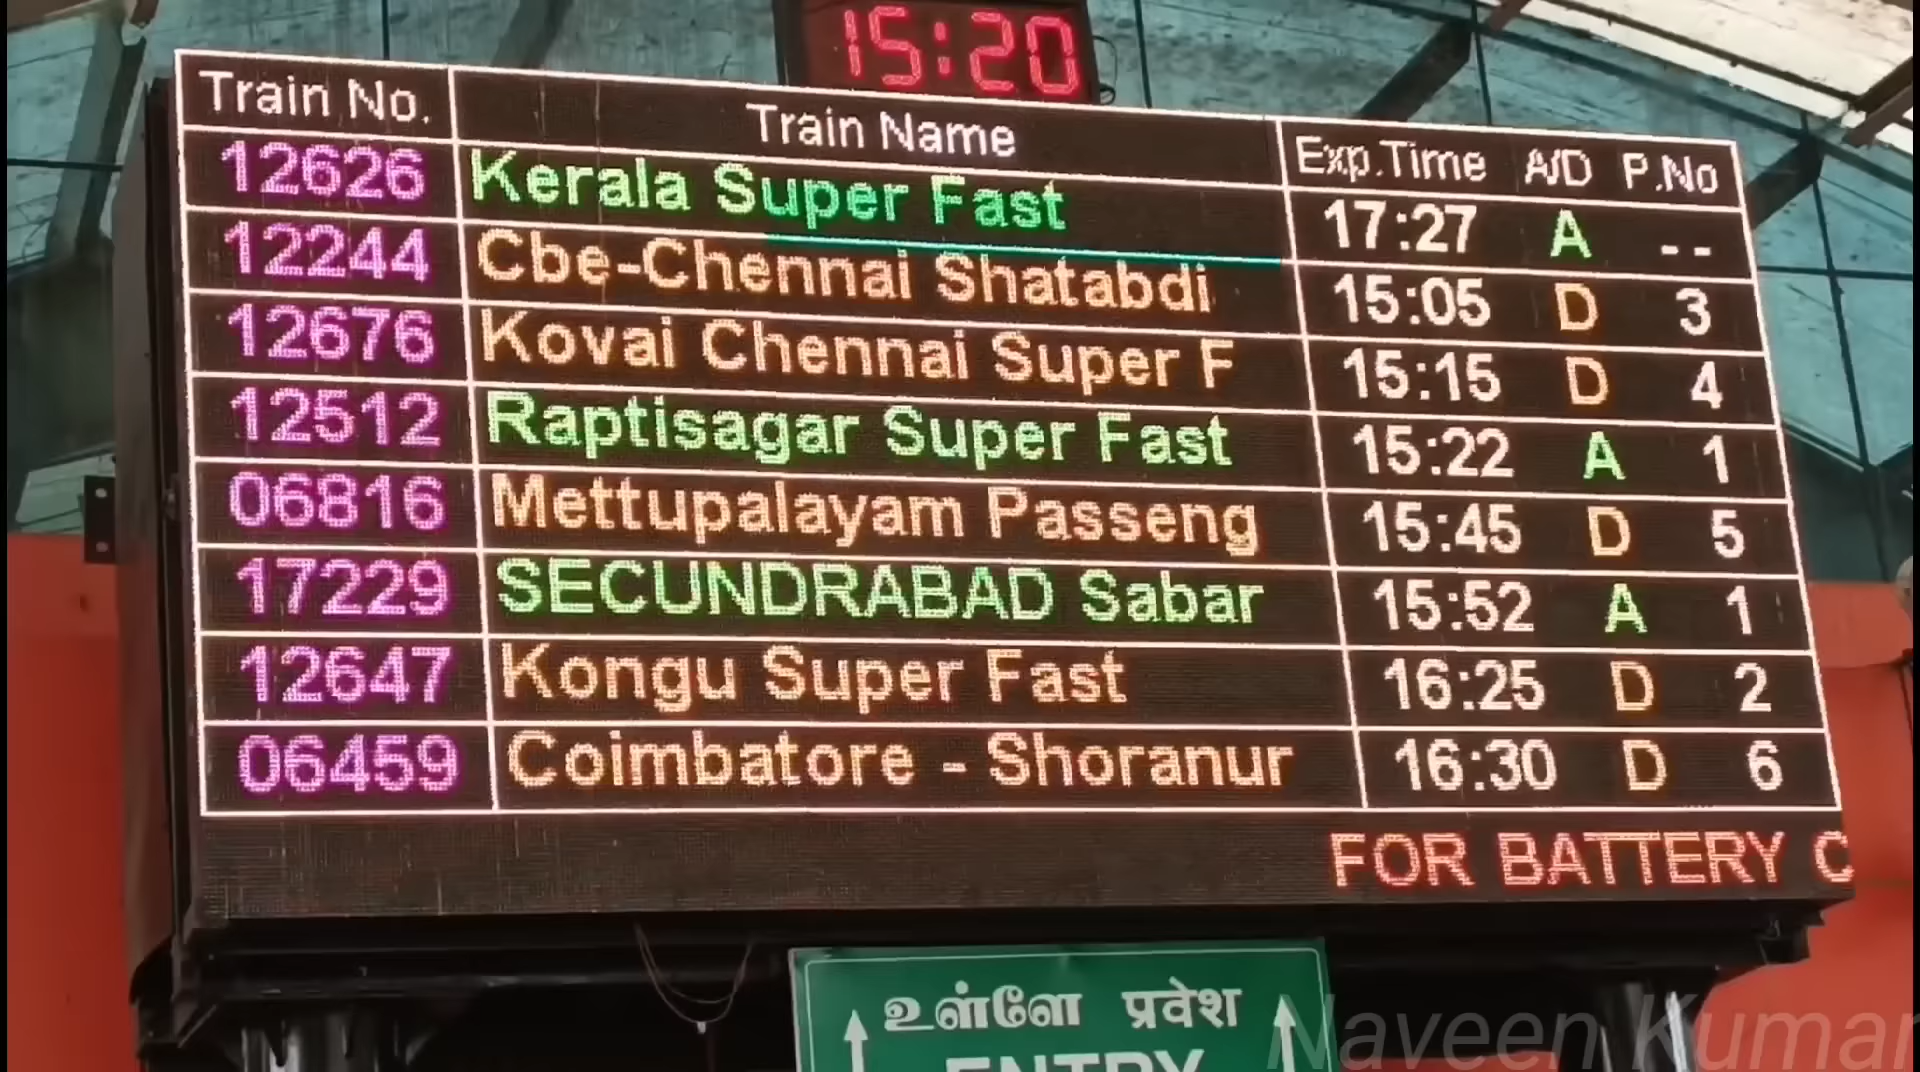 15:20
Train No. Train Name Exp.Time A/D P.No
12626 Kerala Super Fast 17:27 A --
12244 Cbe-Chennai Shatabdi 15:05 D 3
12676 Kovai Chennai Super F 15:15 D 4
12512 Raptisagar Super Fast 15:22 A 1
06816 Mettupalayam Passeng 15:45 D 5
17229 SECUNDRABAD Sabar 15:52 A 1
12647 Kongu Super Fast 16:25 D 2
06459 Coimbatore - Shoranur 16:30 D 6
FOR BATTERY C
உள்ளே प्रवेश
ENTRY
Naveen Kumar